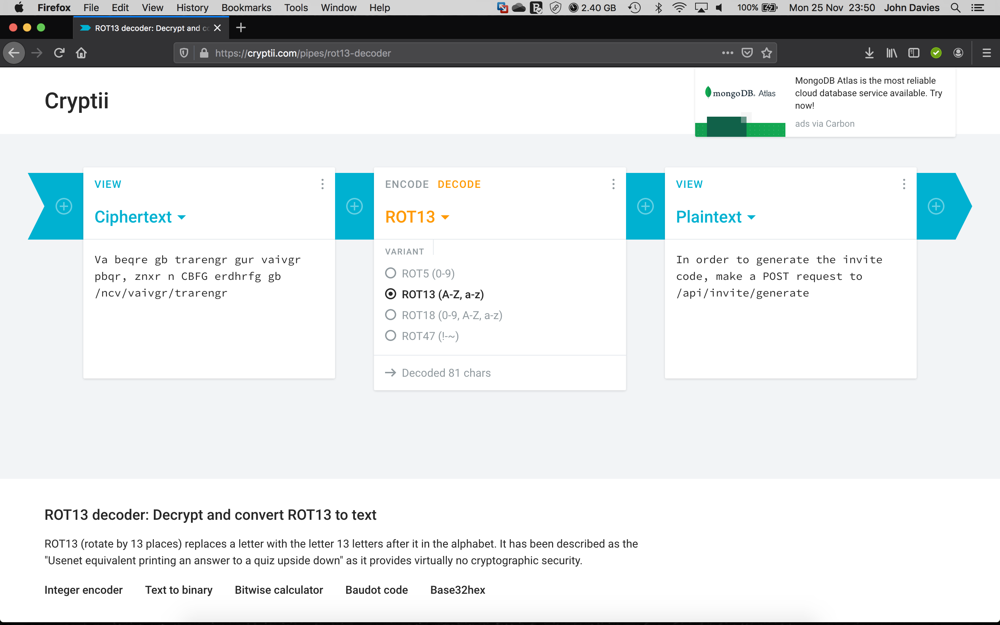 Firefox File Edit View History Bookmarks Tools Window Help 2.40 GB 100% Mon 25 Nov 23:50 John Davies
ROT13 decoder: Decrypt and co
https://cryptii.com/pipes/rot13-decoder
Cryptii
mongoDB. Atlas
MongoDB Atlas is the most reliable
cloud database service available. Try
now!
ads via Carbon
VIEW
Ciphertext
Va beqre gb trarengr gur vaivgr
pbqr, znxr n CBFG erdhrfg gb
/ncv/vaivgr/trarengr
ENCODE DECODE
ROT13
VARIANT
ROT5 (0-9)
ROT13 (A-Z, a-z)
ROT18 (0-9, A-Z, a-z)
ROT47 (!-~)
→ Decoded 81 chars
VIEW
Plaintext
In order to generate the invite
code, make a POST request to
/api/invite/generate
ROT13 decoder: Decrypt and convert ROT13 to text
ROT13 (rotate by 13 places) replaces a letter with the letter 13 letters after it in the alphabet. It has been described as the
"Usenet equivalent printing an answer to a quiz upside down" as it provides virtually no cryptographic security.
Integer encoder Text to binary Bitwise calculator Baudot code Base32hex